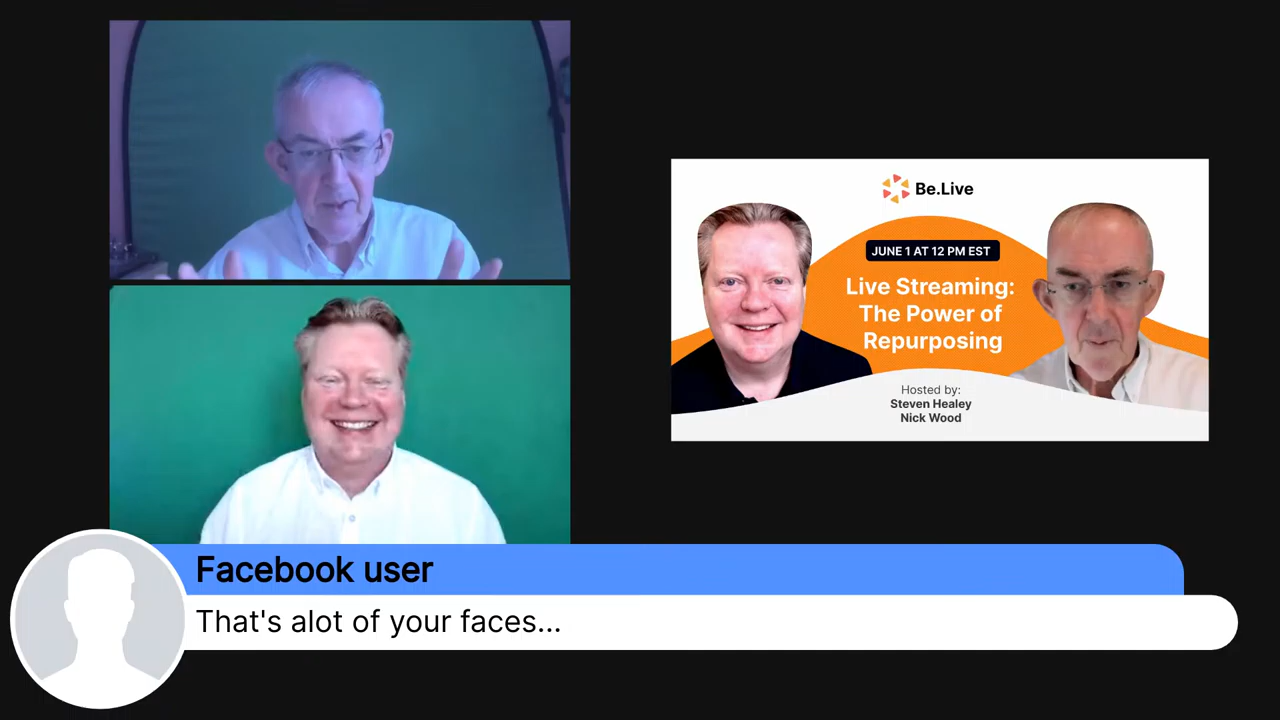 Be.Live
JUNE 1 AT 12 PM EST
Live Streaming:
The Power of
Repurposing
Hosted by:
Steven Healey
Nick Wood
Facebook user
That's alot of your faces...